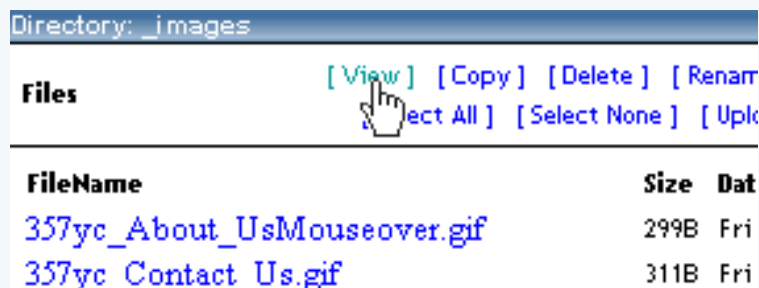 Directory: _images
Files
[ View ] [ Copy ] [ Delete ] [ Renam
ect All ] [ Select None ] [ Uplo
FileName Size Dat
357yc_About_UsMouseover.gif 299B Fri
357yc_Contact_Us.gif 311B Fri